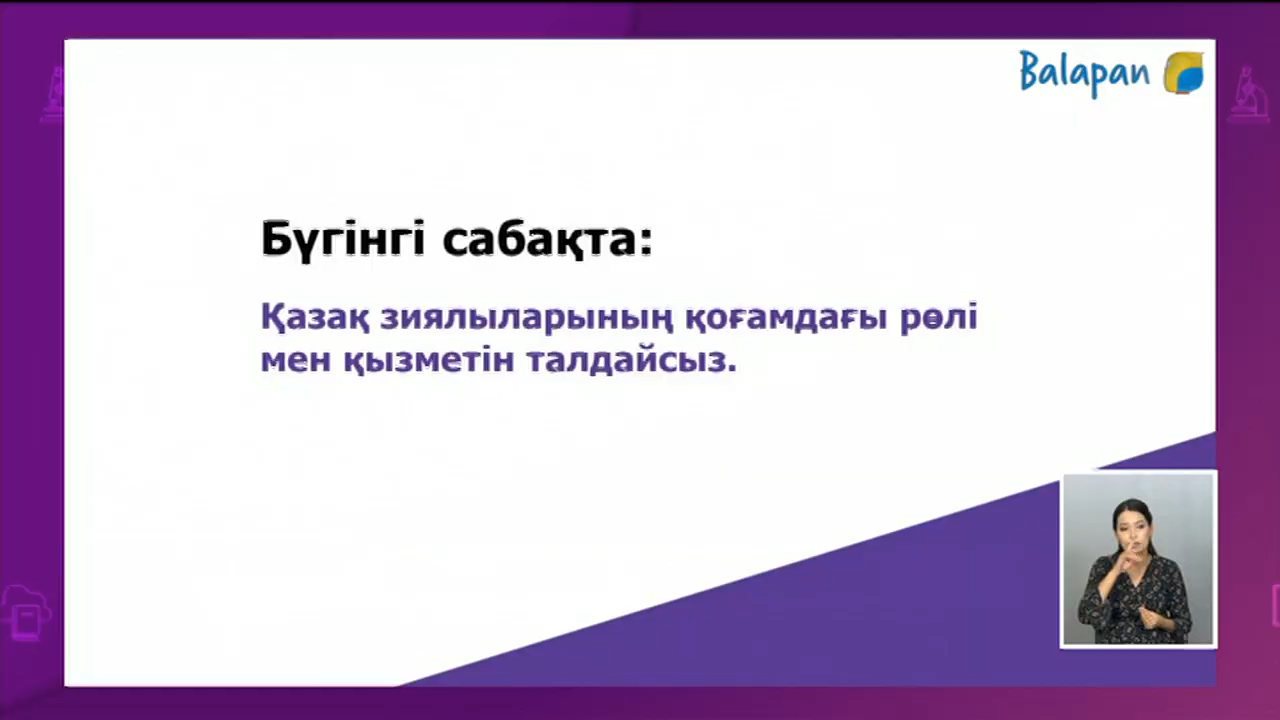 Balapan
Бүгінгі сабақта:
Қазақ зиялыларының қоғамдағы рөлі
мен қызметін талдайсыз.